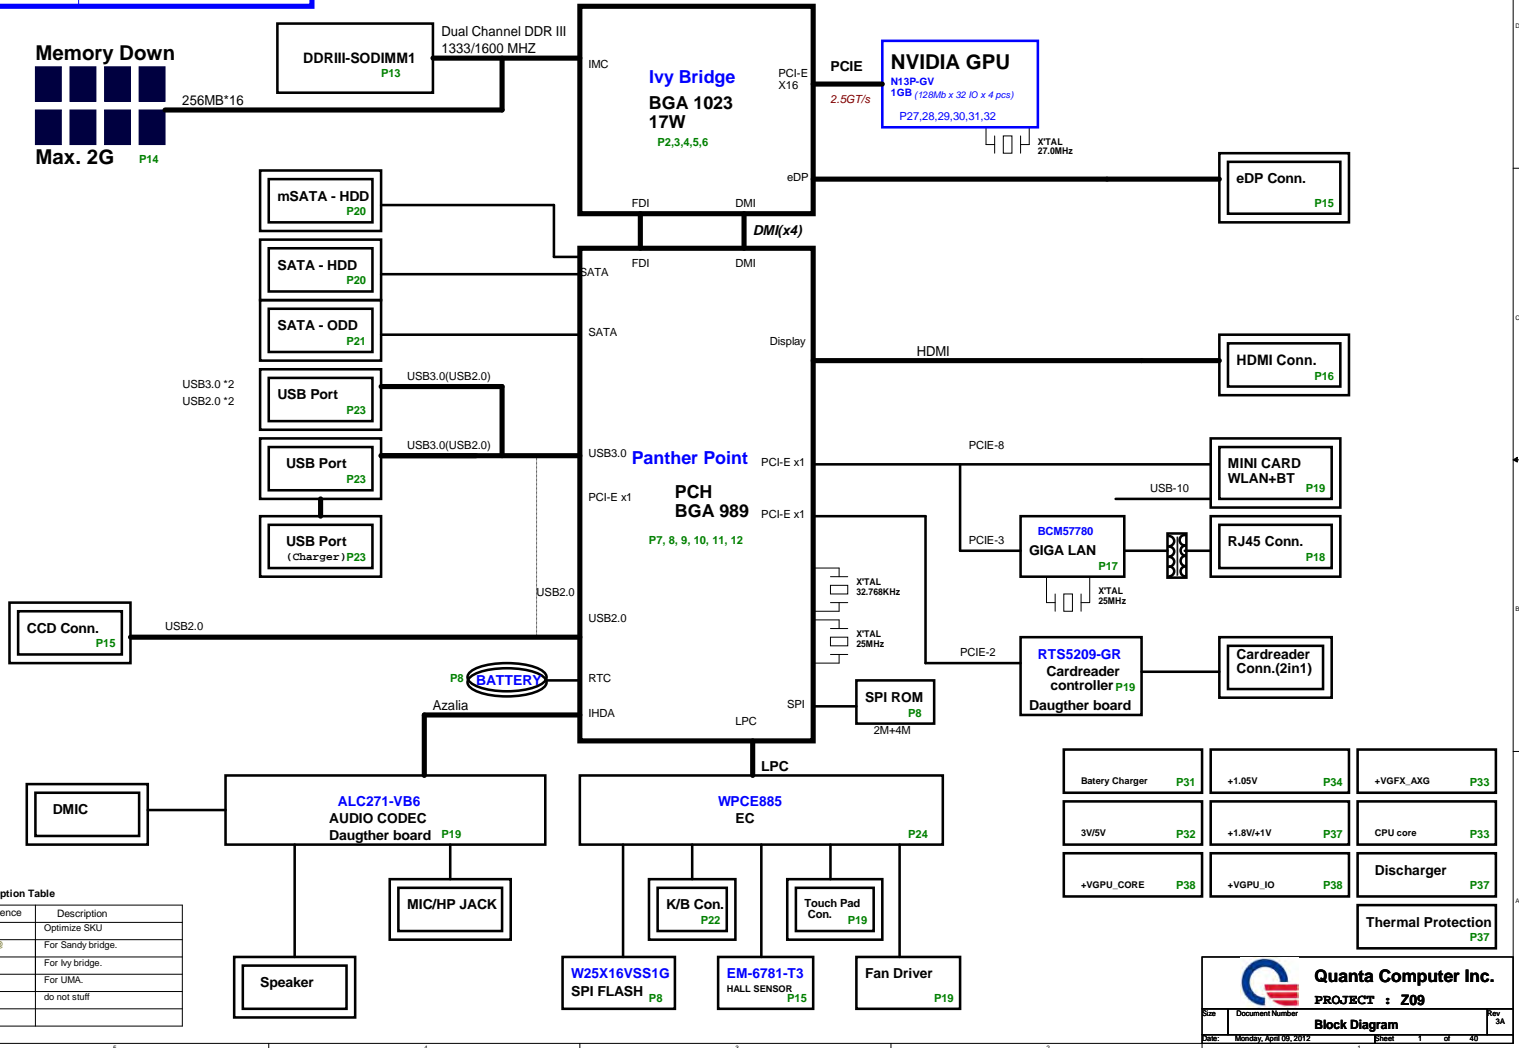 Memory Down
Max. 2G P14
256MB*16
DDRIII-SODIMM1
P13
Dual Channel DDR III
1333/1600 MHZ
IMC
Ivy Bridge
BGA 1023
17W
P2,3,4,5,6
PCI-E
X16
eDP
FDI
DMI
PCIE
2.5GT/s
NVIDIA GPU
N13P-GV
1GB (128Mb x 32 IO x 4 pcs)
P27,28,29,30,31,32
X'TAL
27.0MHz
eDP Conn.
P15
DMI(x4)
mSATA - HDD
P20
SATA - HDD
P20
SATA - ODD
P21
USB3.0 *2
USB2.0 *2
USB Port
P23
USB3.0(USB2.0)
USB Port
P23
USB3.0(USB2.0)
USB Port
(Charger)P23
CCD Conn.
P15
USB2.0
USB2.0
P8 BATTERY
Azalia
FDI
DMI
SATA
SATA
Display
USB3.0
Panther Point
PCI-E x1
PCI-E x1
PCH
BGA 989
PCI-E x1
P7, 8, 9, 10, 11, 12
USB2.0
RTC
IHDA
SPI
LPC
HDMI
HDMI Conn.
P16
PCIE-8
MINI CARD
WLAN+BT
P19
USB-10
PCIE-3
BCM57780
GIGA LAN
P17
RJ45 Conn.
P18
X'TAL
25MHz
X'TAL
32.768KHz
X'TAL
25MHz
PCIE-2
RTS5209-GR
Cardreader
controller P19
Daugther board
Cardreader
Conn.(2in1)
SPI ROM
P8
2M+4M
LPC
DMIC
ALC271-VB6
AUDIO CODEC
Daugther board P19
WPCE885
EC
P24
MIC/HP JACK
Speaker
K/B Con.
P22
Touch Pad
Con. P19
W25X16VSS1G
SPI FLASH P8
EM-6781-T3
HALL SENSOR
P15
Fan Driver
P19
Batery Charger P31
+1.05V P34
+VGFX_AXG P33
3V/5V P32
+1.8V/+1V P37
CPU core P33
+VGPU_CORE P38
+VGPU_IO P38
Discharger
P37
Thermal Protection
P37
ption Table
ence Description
Optimize SKU
For Sandy bridge.
For Ivy bridge.
For UMA.
do not stuff
Quanta Computer Inc.
PROJECT : Z09
Size Document Number Rev
Block Diagram 3A
Date: Monday, April 09, 2012 Sheet 1 of 40